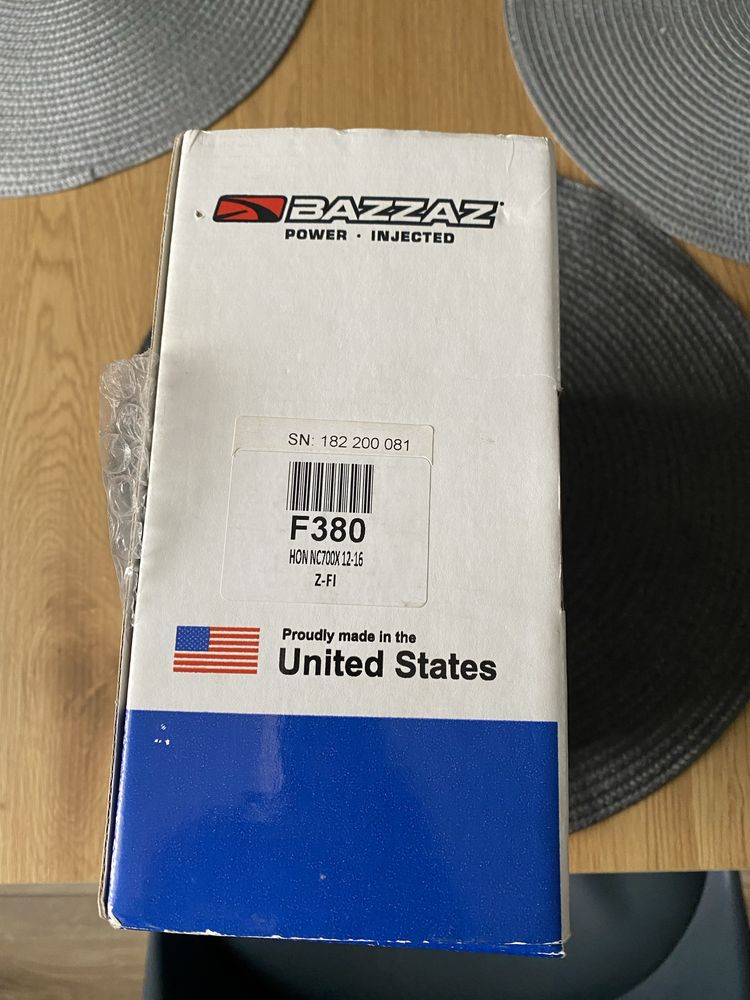 BAZZAZ
POWER · INJECTED
SN: 182 200 081
F380
HON NC700X 12-16
Z-FI
Proudly made in the
United States